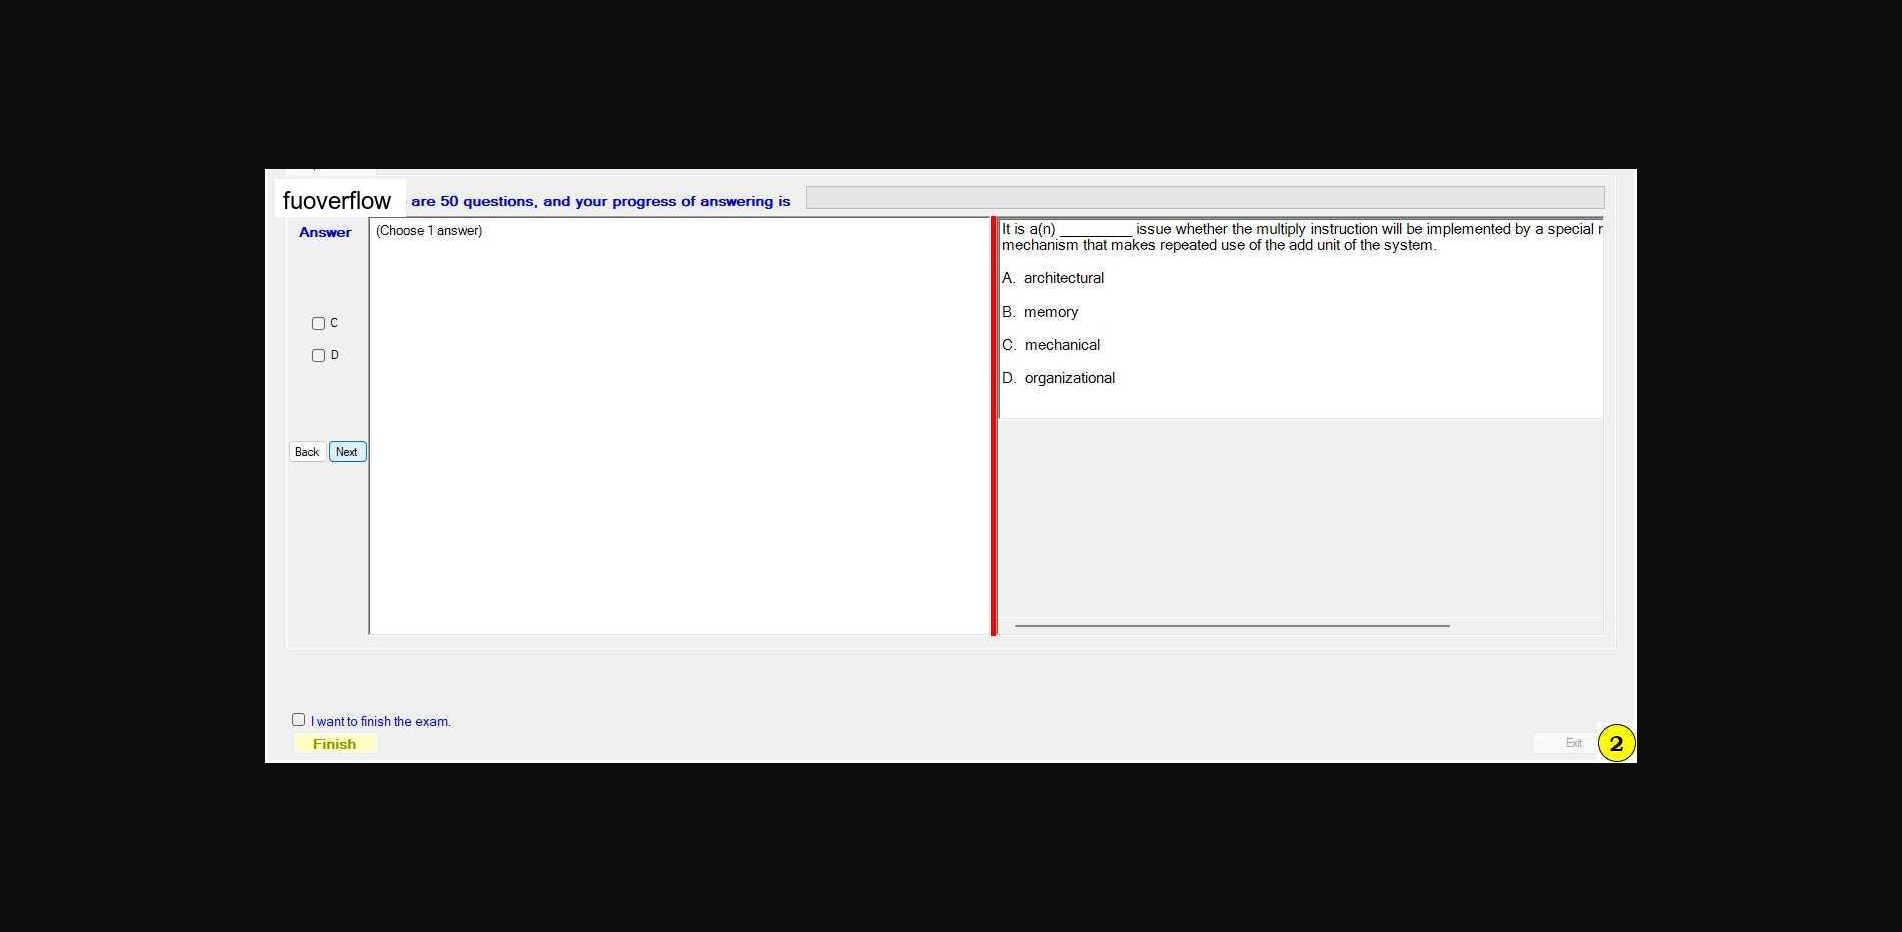 fuoverflow are 50 questions, and your progress of answering is
Answer
(Choose 1 answer)
C
D
Back Next
It is a(n) _________ issue whether the multiply instruction will be implemented by a special
mechanism that makes repeated use of the add unit of the system.
A. architectural
B. memory
C. mechanical
D. organizational
I want to finish the exam.
Finish
Exit
2